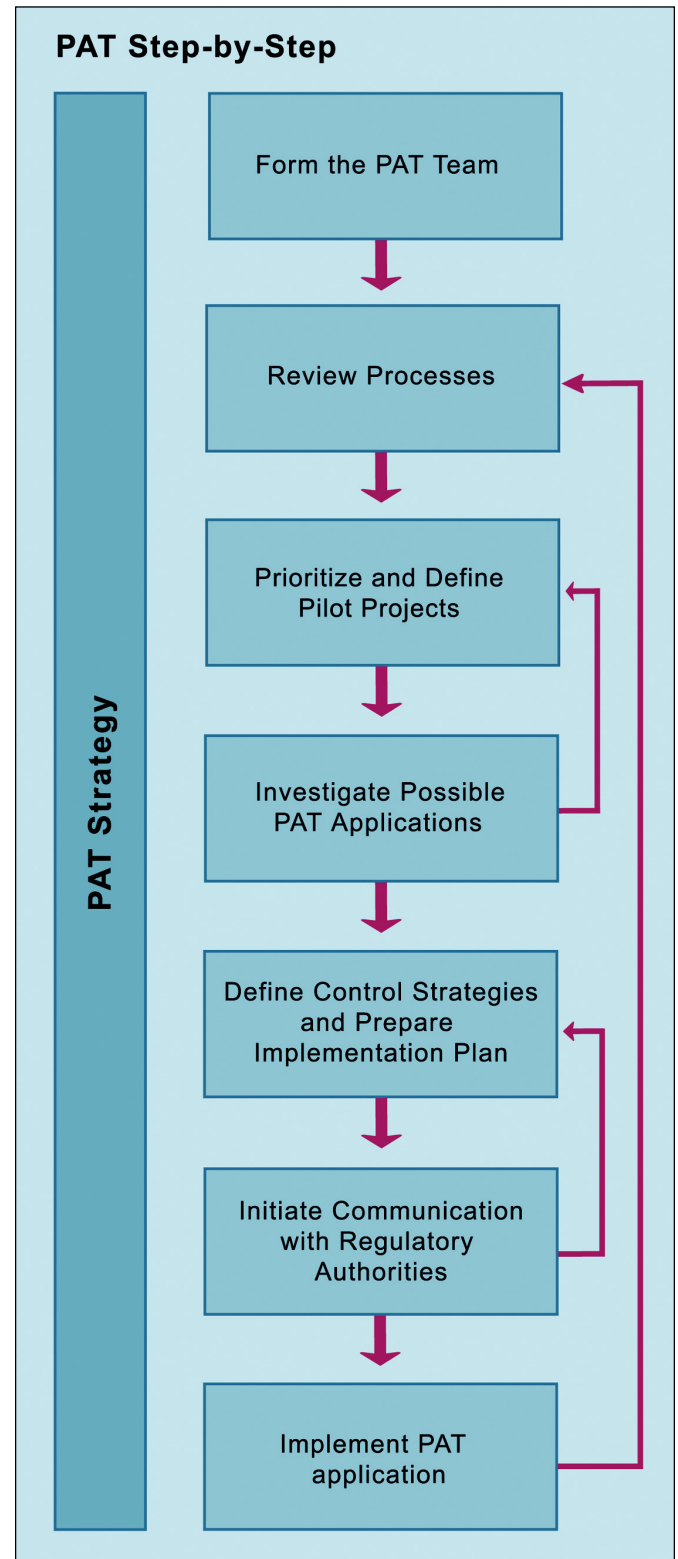 PAT Step-by-Step
PAT Strategy
Form the PAT Team
Review Processes
Prioritize and Define
Pilot Projects
Investigate Possible
PAT Applications
Define Control Strategies
and Prepare
Implementation Plan
Initiate Communication
with Regulatory
Authorities
Implement PAT
application